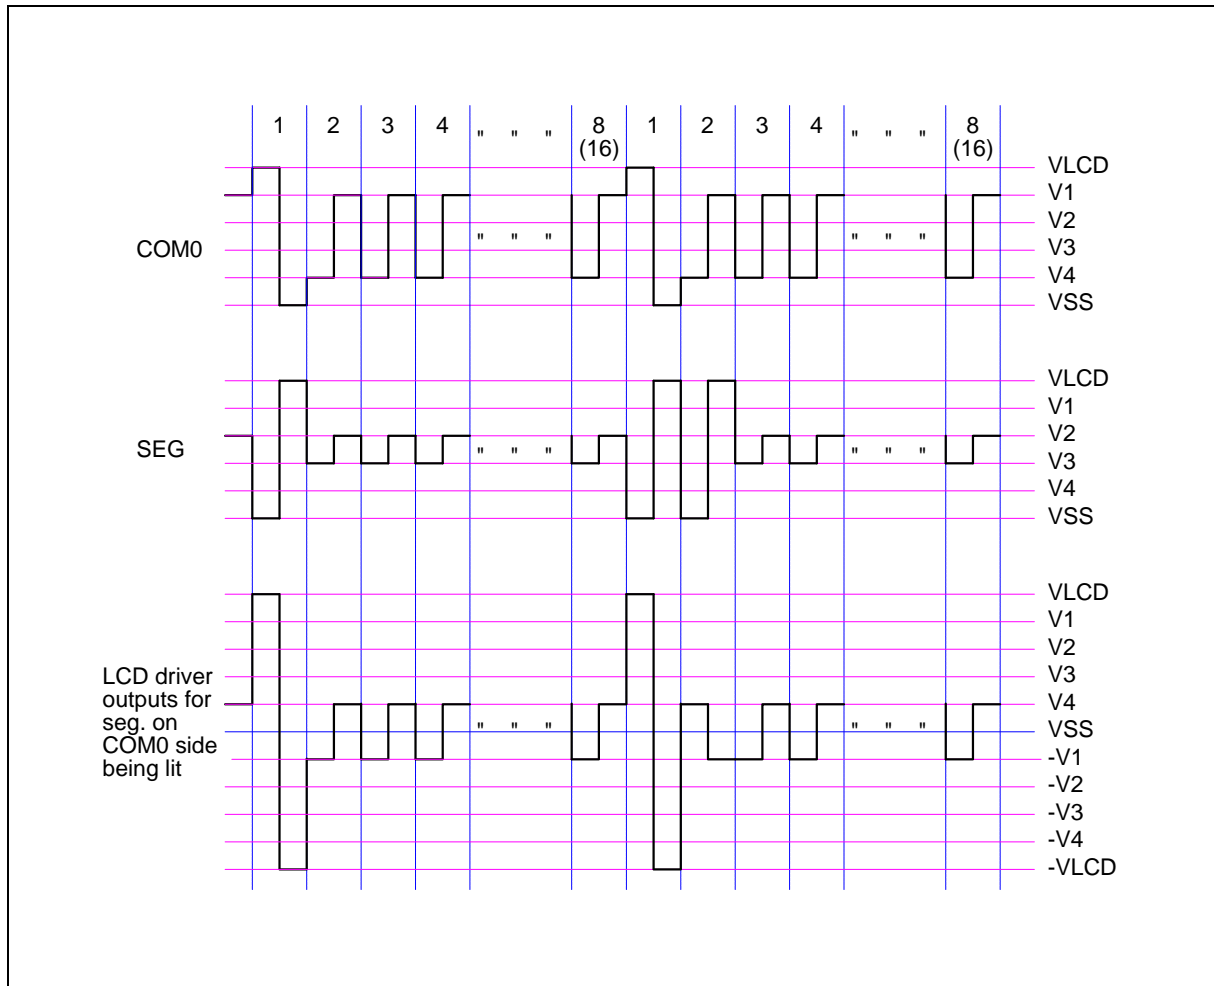 1 2 3 4 " " " 8 1 2 3 4 " " " 8
(16) (16)
VLCD
V1
V2
COM0 " " " " " " V3
V4
VSS
VLCD
V1
V2
SEG " " " " " " V3
V4
VSS
VLCD
V1
V2
LCD driver V3
outputs for V4
seg. on " " " " " " VSS
COM0 side -V1
being lit
-V2
-V3
-V4
-VLCD